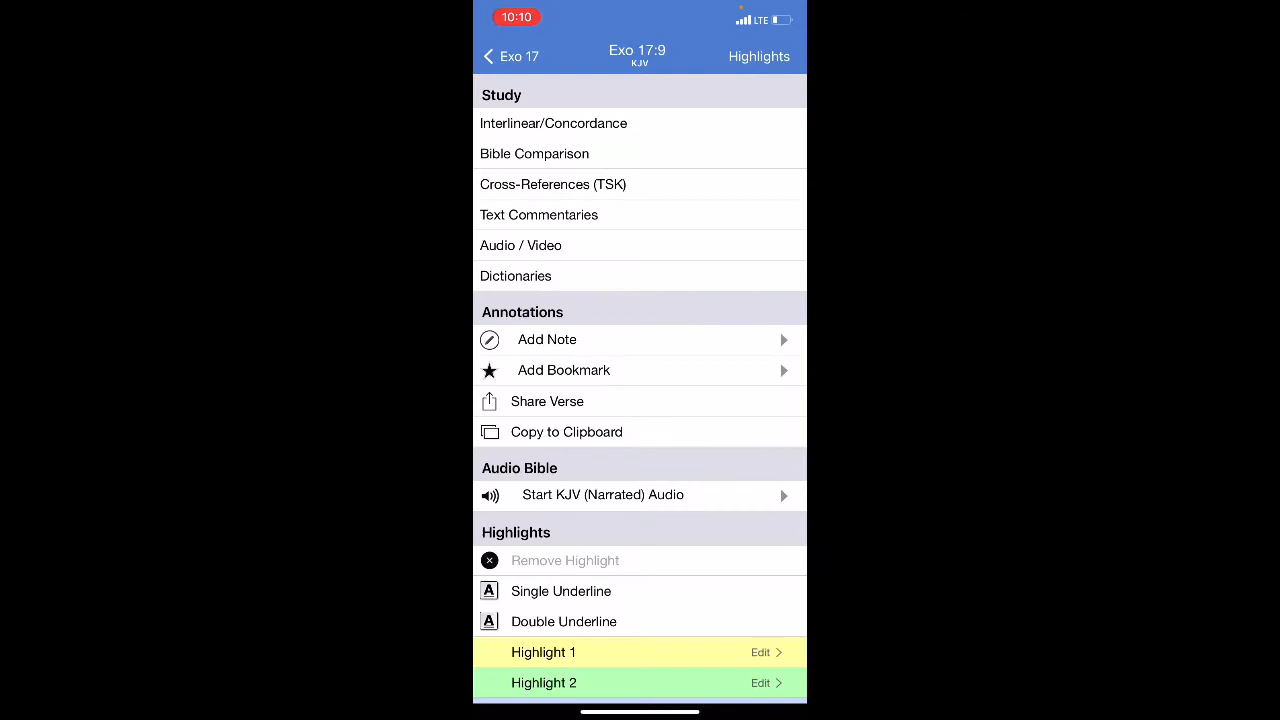 10:10
LTE
Exo 17
Exo 17:9
KJV
Highlights
Study
Interlinear/Concordance
Bible Comparison
Cross-References (TSK)
Text Commentaries
Audio / Video
Dictionaries
Annotations
Add Note
Add Bookmark
Share Verse
Copy to Clipboard
Audio Bible
Start KJV (Narrated) Audio
Highlights
Remove Highlight
A Single Underline
A Double Underline
Highlight 1 Edit
Highlight 2 Edit